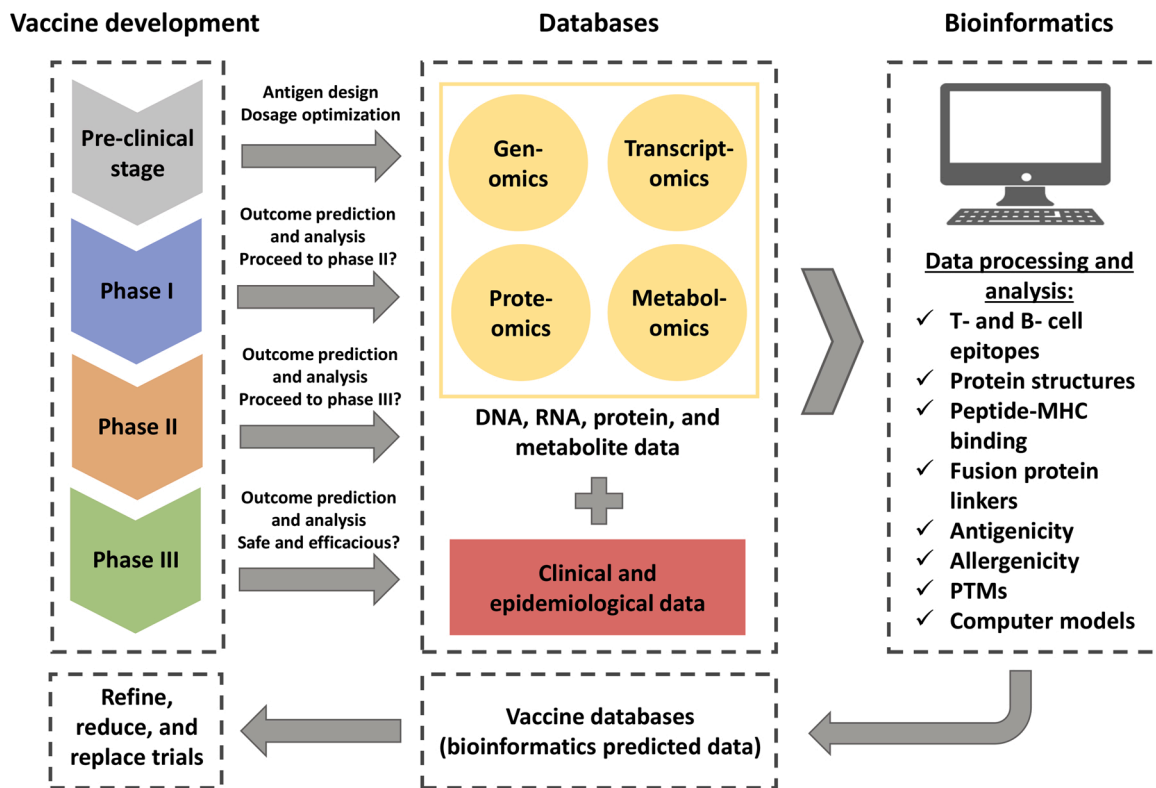 Vaccine development
Databases
Bioinformatics
Pre-clinical
stage
Phase I
Phase II
Phase III
Antigen design
Dosage optimization
Outcome prediction
and analysis
Proceed to phase II?
Outcome prediction
and analysis
Proceed to phase III?
Outcome prediction
and analysis
Safe and efficacious?
Gen-
omics
Transcript-
omics
Prote-
omics
Metabol-
omics
DNA, RNA, protein, and
metabolite data
Clinical and
epidemiological data
Data processing and
analysis:
✓ T- and B- cell
epitopes
✓ Protein structures
✓ Peptide-MHC
binding
✓ Fusion protein
linkers
✓ Antigenicity
✓ Allergenicity
✓ PTMs
✓ Computer models
Vaccine databases
(bioinformatics predicted data)
Refine,
reduce, and
replace trials